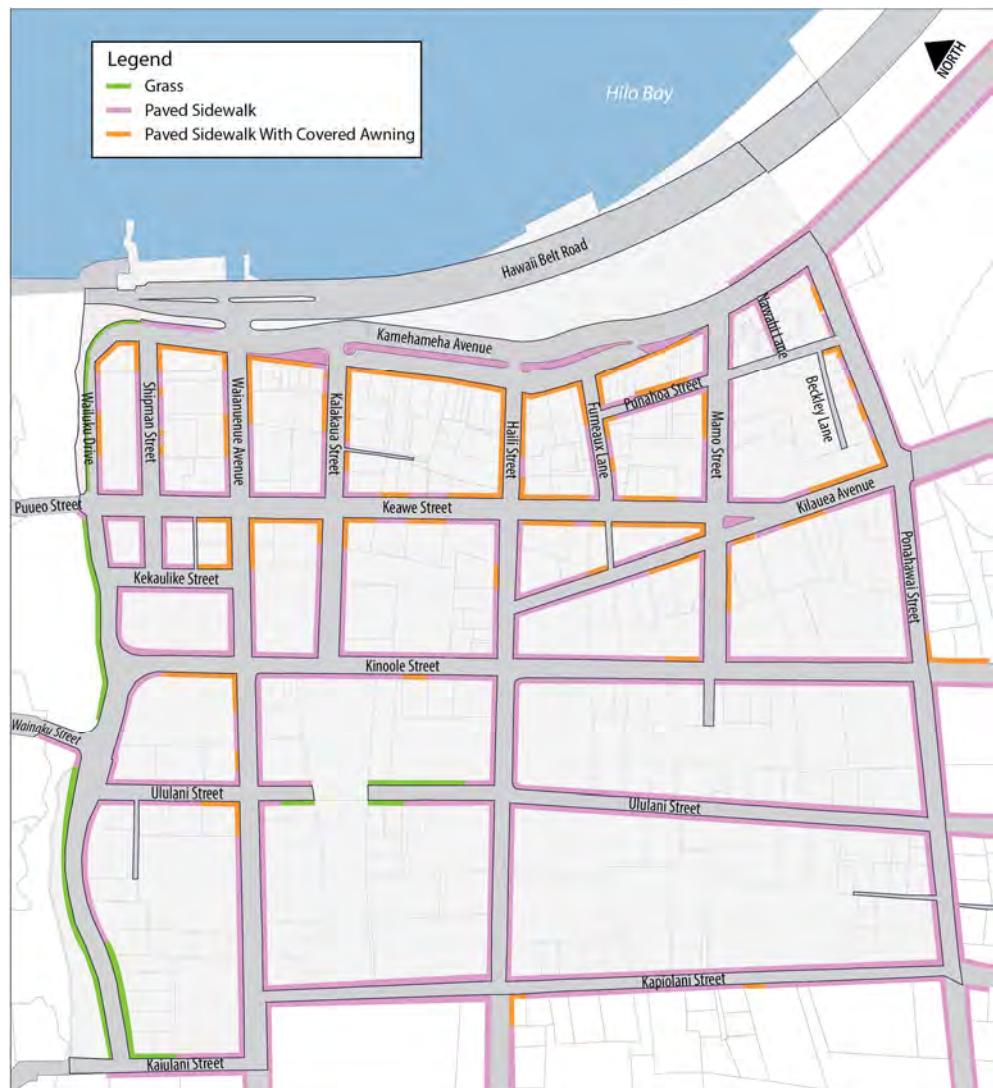 Legend
Grass
Paved Sidewalk
Paved Sidewalk With Covered Awning
Hilo Bay
NORTH
Hawaii Belt Road
Kamehameha Avenue
Nawahi Lane
Beckley Lane
Punahoa Street
Furneaux Lane
Mamo Street
Haili Street
Kalakaua Street
Waianuenue Avenue
Shipman Street
Wailuku Drive
Puueo Street
Keawe Street
Kilauea Avenue
Ponahawai Street
Kekaulike Street
Kinoole Street
Wainaku Street
Ululani Street
Ululani Street
Kapiolani Street
Kaiulani Street